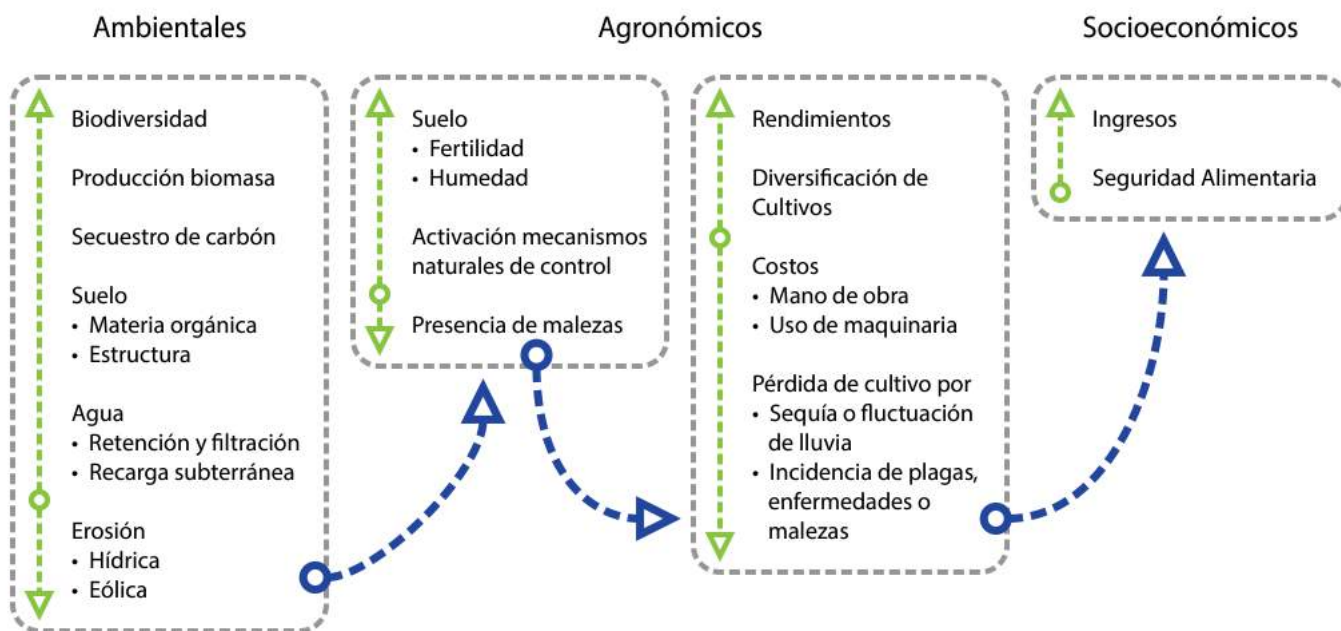 Ambientales
Agronómicos
Socioeconómicos
Biodiversidad
Producción biomasa
Secuestro de carbón
Suelo
• Materia orgánica
• Estructura
Agua
• Retención y filtración
• Recarga subterránea
Erosión
• Hídrica
• Eólica
Suelo
• Fertilidad
• Humedad
Activación mecanismos
naturales de control
Presencia de malezas
Rendimientos
Diversificación de
Cultivos
Costos
• Mano de obra
• Uso de maquinaria
Pérdida de cultivo por
• Sequía o fluctuación
de lluvia
• Incidencia de plagas,
enfermedades o
malezas
Ingresos
Seguridad Alimentaria